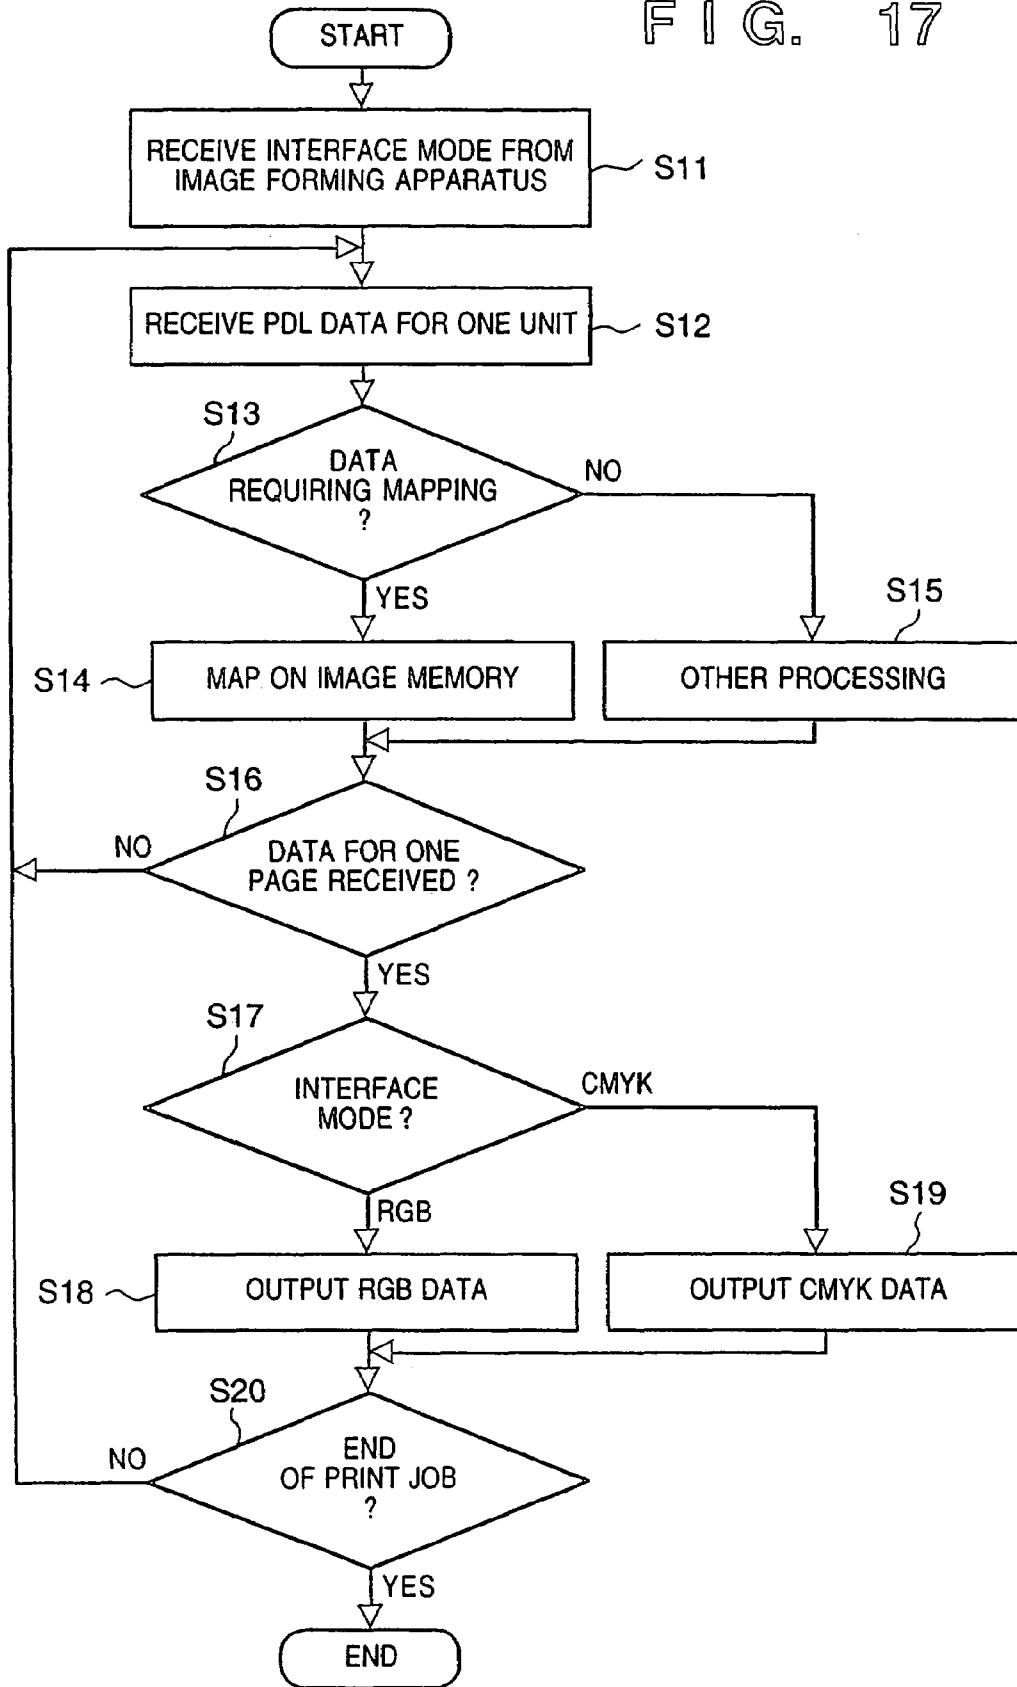 FIG. 17
START
RECEIVE INTERFACE MODE FROM
IMAGE FORMING APPARATUS
S11
RECEIVE PDL DATA FOR ONE UNIT
S12
S13
DATA
REQUIRING MAPPING
?
NO
YES
S15
S14
MAP ON IMAGE MEMORY
OTHER PROCESSING
S16
NO
DATA FOR ONE
PAGE RECEIVED ?
YES
S17
INTERFACE
MODE ?
CMYK
RGB
S19
S18
OUTPUT RGB DATA
OUTPUT CMYK DATA
S20
NO
END
OF PRINT JOB
?
YES
END